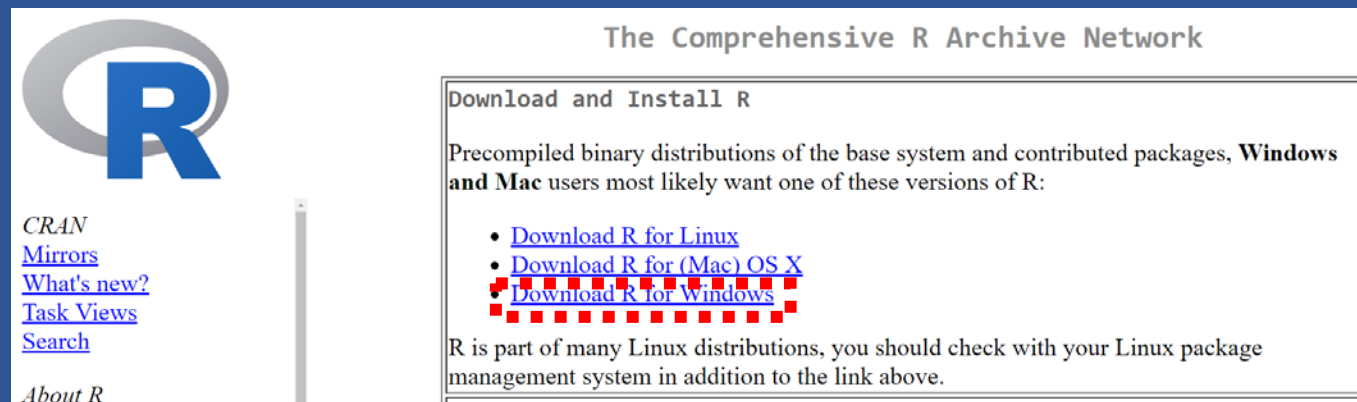 R
The Comprehensive R Archive Network
CRAN
Mirrors
What's new?
Task Views
Search
About R
Download and Install R
Precompiled binary distributions of the base system and contributed packages, Windows
and Mac users most likely want one of these versions of R:
• Download R for Linux
• Download R for (Mac) OS X
• Download R for Windows
R is part of many Linux distributions, you should check with your Linux package
management system in addition to the link above.